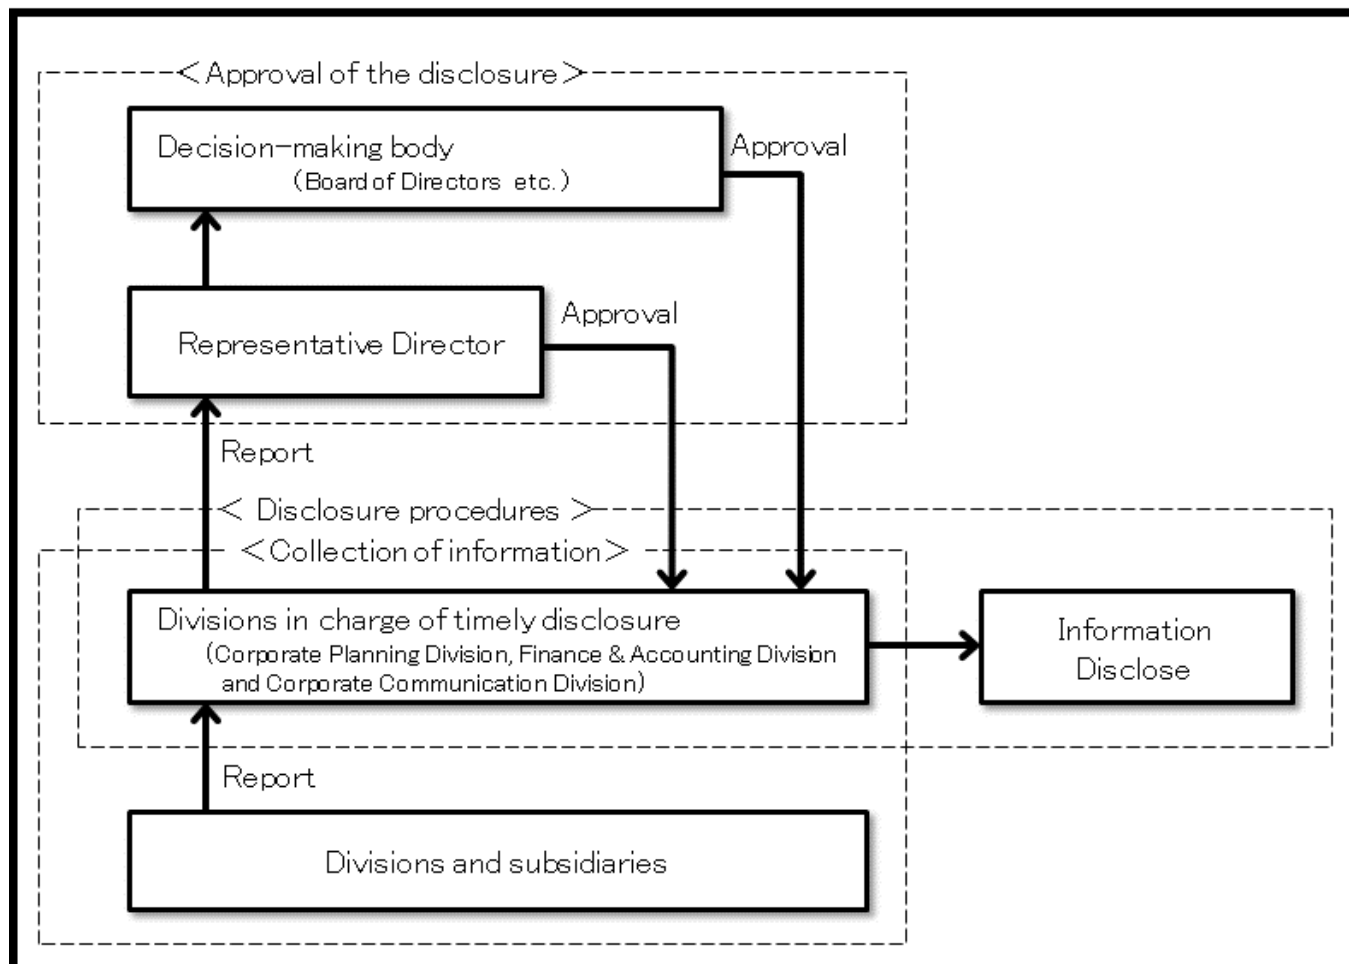 ＜Approval of the disclosure＞
Decision-making body
（Board of Directors etc.）
Approval
Representative Director
Approval
Report
＜ Disclosure procedures ＞
＜Collection of information＞
Divisions in charge of timely disclosure
（Corporate Planning Division, Finance & Accounting Division
and Corporate Communication Division）
Information
Disclose
Report
Divisions and subsidiaries